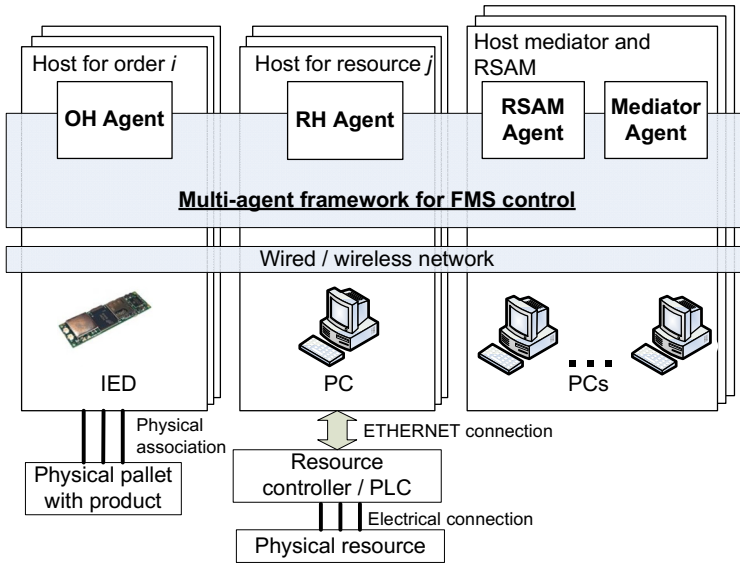 Host for order i
Host for resource j
Host mediator and
RSAM
OH Agent
RH Agent
RSAM
Agent
Mediator
Agent
Multi-agent framework for FMS control
Wired / wireless network
IED
PC
PCs
Physical
association
ETHERNET connection
Physical pallet
with product
Resource
controller / PLC
Electrical connection
Physical resource